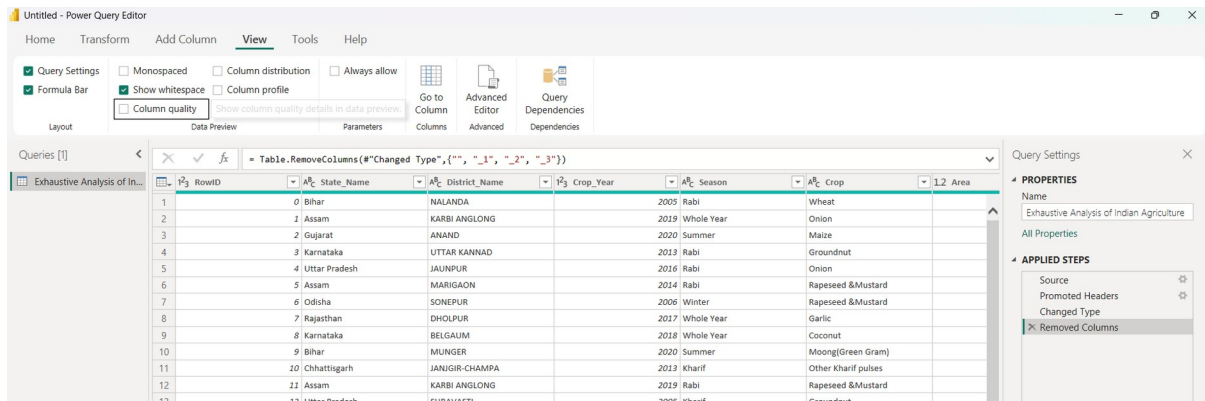 Untitled - Power Query Editor
Home Transform Add Column View Tools Help
Query Settings Monospaced Column distribution Always allow
Formula Bar Show whitespace Column profile
Column quality Show column quality details in data preview.
Go to Column
Advanced Editor
Query Dependencies
Layout Data Preview Parameters Columns Advanced Dependencies
Queries [1]
Exhaustive Analysis of In...
fx = Table.RemoveColumns(#"Changed Type",{"", "_1", "_2", "_3"})
1²3 RowID ABC State_Name ABC District_Name 1²3 Crop_Year ABC Season ABC Crop 1.2 Area
1 0 Bihar NALANDA 2005 Rabi Wheat
2 1 Assam KARBI ANGLONG 2019 Whole Year Onion
3 2 Gujarat ANAND 2020 Summer Maize
4 3 Karnataka UTTAR KANNAD 2013 Rabi Groundnut
5 4 Uttar Pradesh JAUNPUR 2016 Rabi Onion
6 5 Assam MARIGAON 2014 Rabi Rapeseed &Mustard
7 6 Odisha SONEPUR 2006 Winter Rapeseed &Mustard
8 7 Rajasthan DHOLPUR 2017 Whole Year Garlic
9 8 Karnataka BELGAUM 2018 Whole Year Coconut
10 9 Bihar MUNGER 2020 Summer Moong(Green Gram)
11 10 Chhattisgarh JANJGIR-CHAMPA 2013 Kharif Other Kharif pulses
12 11 Assam KARBI ANGLONG 2019 Rabi Rapeseed &Mustard
Query Settings
PROPERTIES
Name
Exhaustive Analysis of Indian Agriculture
All Properties
APPLIED STEPS
Source
Promoted Headers
Changed Type
Removed Columns